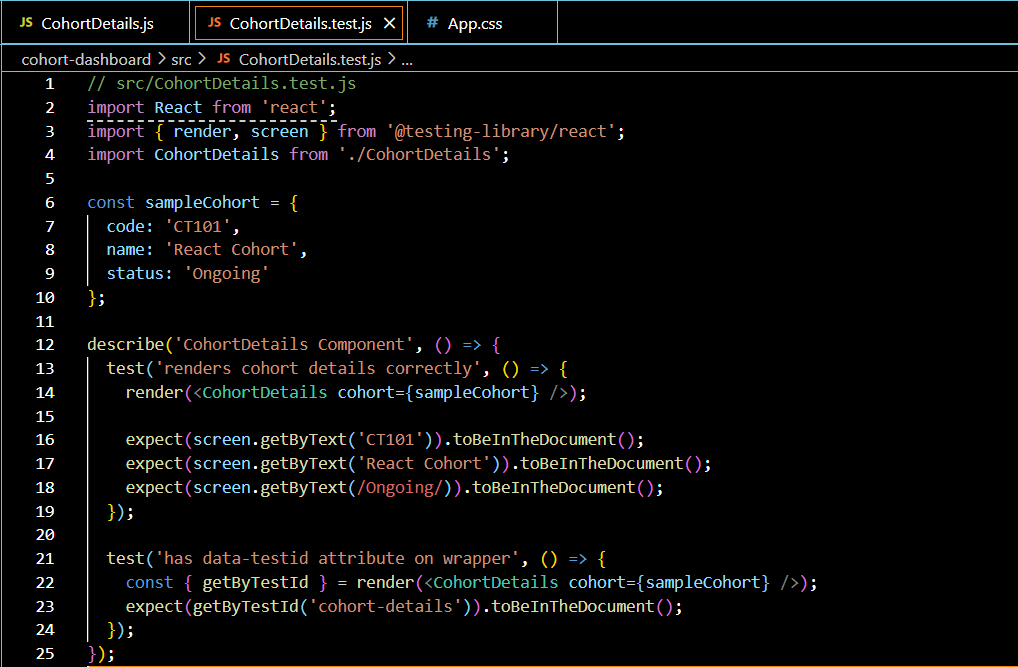 JS CohortDetails.js
JS CohortDetails.test.js ×
# App.css
cohort-dashboard > src > JS CohortDetails.test.js > ...
1 // src/CohortDetails.test.js
2 import React from 'react';
3 import { render, screen } from '@testing-library/react';
4 import CohortDetails from './CohortDetails';
5
6 const sampleCohort = {
7   code: 'CT101',
8   name: 'React Cohort',
9   status: 'Ongoing'
10 };
11
12 describe('CohortDetails Component', () => {
13   test('renders cohort details correctly', () => {
14     render(<CohortDetails cohort={sampleCohort} />);
15
16     expect(screen.getByText('CT101')).toBeInTheDocument();
17     expect(screen.getByText('React Cohort')).toBeInTheDocument();
18     expect(screen.getByText(/Ongoing/)).toBeInTheDocument();
19   });
20
21   test('has data-testid attribute on wrapper', () => {
22     const { getByTestId } = render(<CohortDetails cohort={sampleCohort} />);
23     expect(getByTestId('cohort-details')).toBeInTheDocument();
24   });
25 });